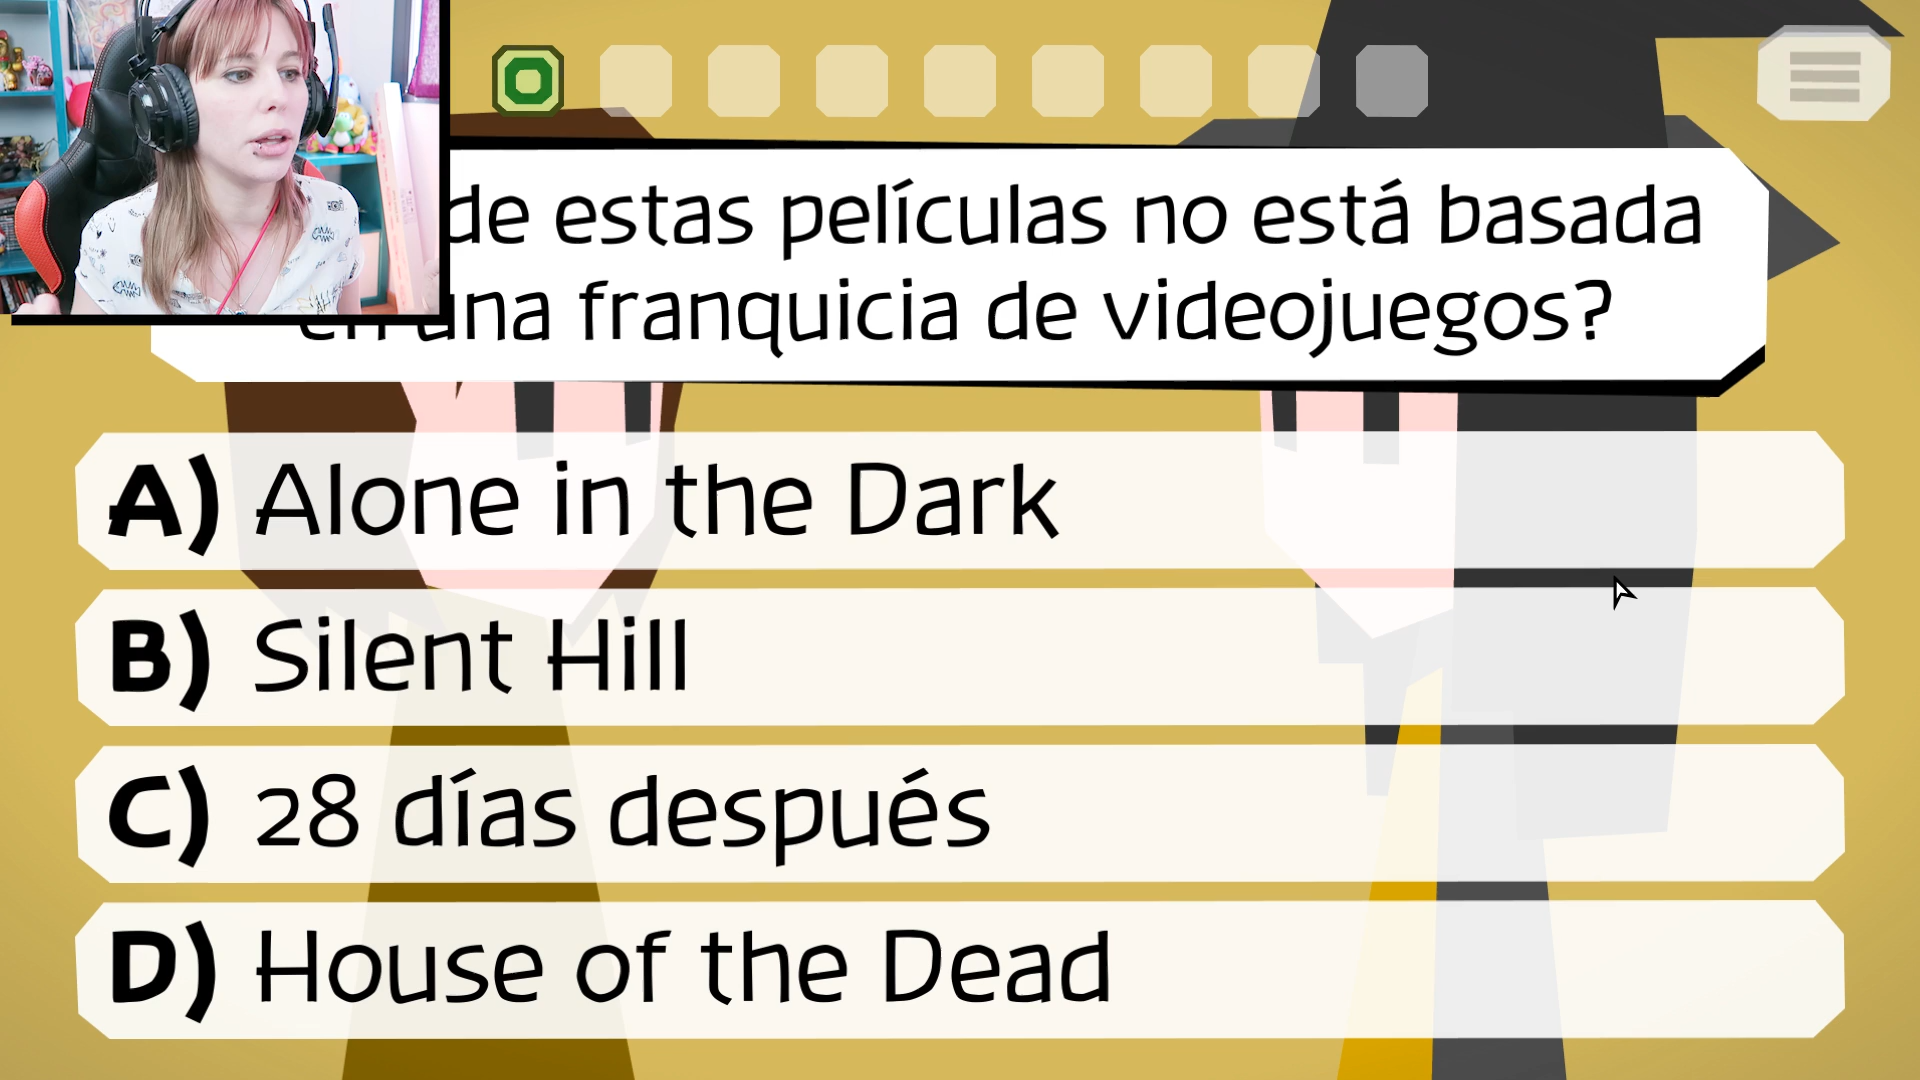 de estas películas no está basada
en una franquicia de videojuegos?
A) Alone in the Dark
B) Silent Hill
C) 28 días después
D) House of the Dead